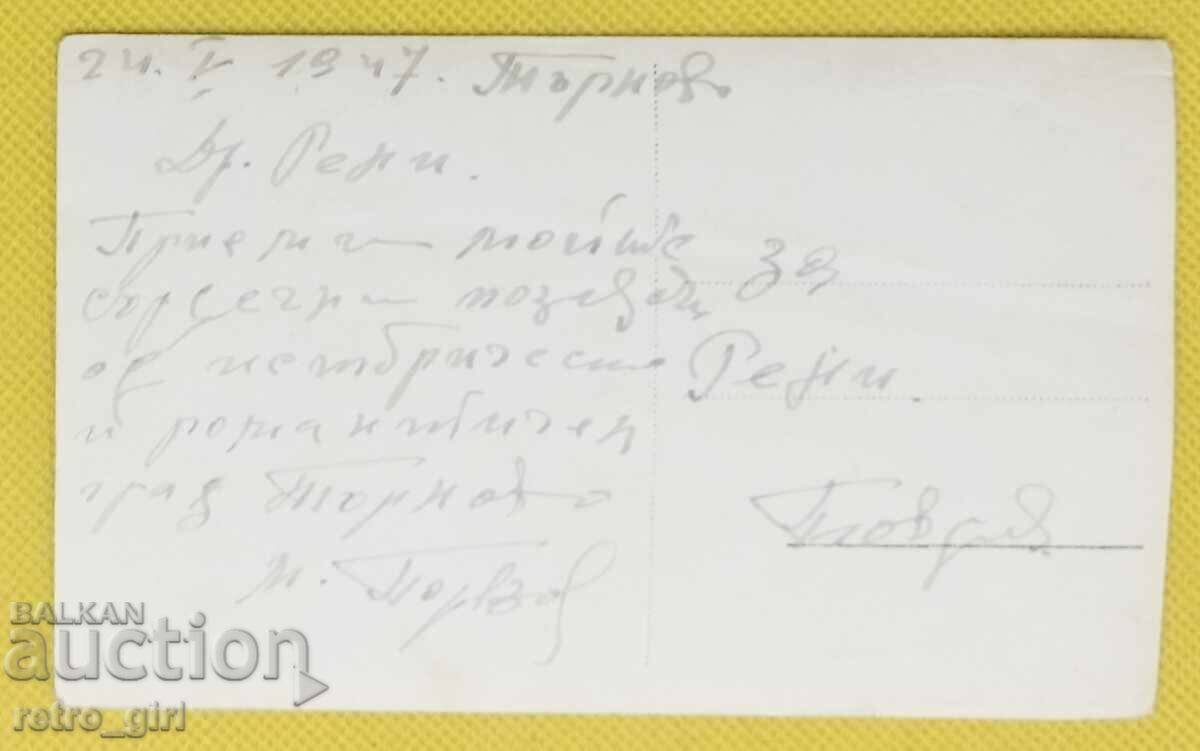 24. I 1947. Търново
Др. Рени.
Приеми моите
сърдечни поздрави
от историческия
и романтичен
град Търново
М.
За
Рени.
Пловдив
BALKAN
auction
retro_girl